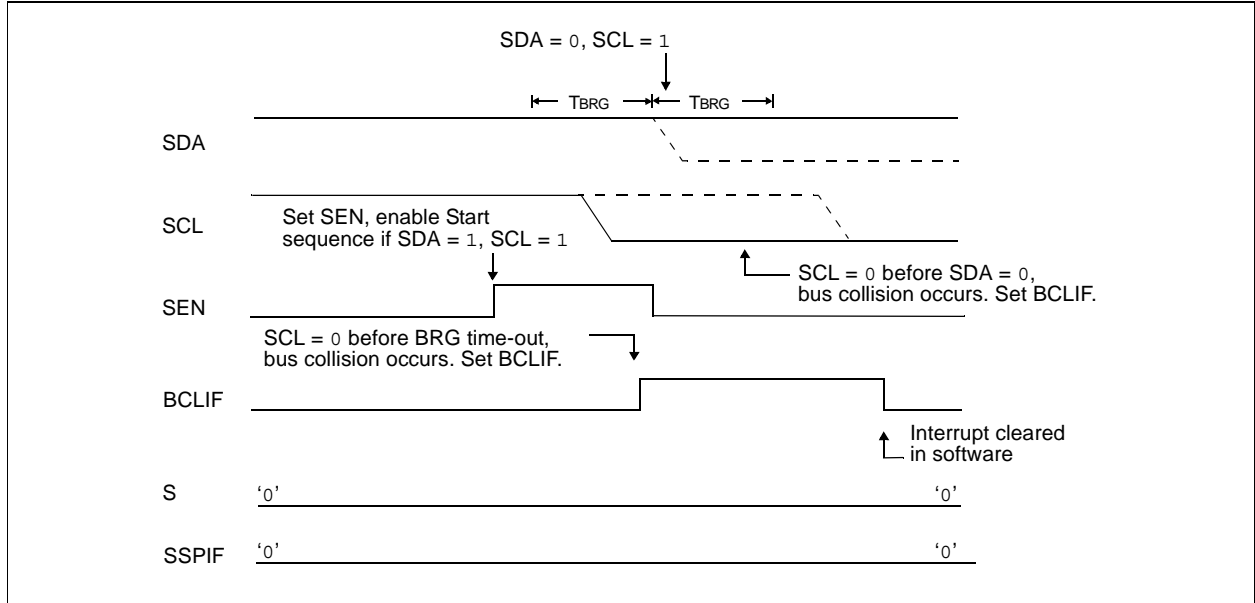 SDA = 0, SCL = 1
TBRG TBRG
SDA
SCL
Set SEN, enable Start
sequence if SDA = 1, SCL = 1
SCL = 0 before SDA = 0,
bus collision occurs. Set BCLIF.
SEN
SCL = 0 before BRG time-out,
bus collision occurs. Set BCLIF.
BCLIF
Interrupt cleared
in software
S ‘0’ ‘0’
SSPIF ‘0’ ‘0’